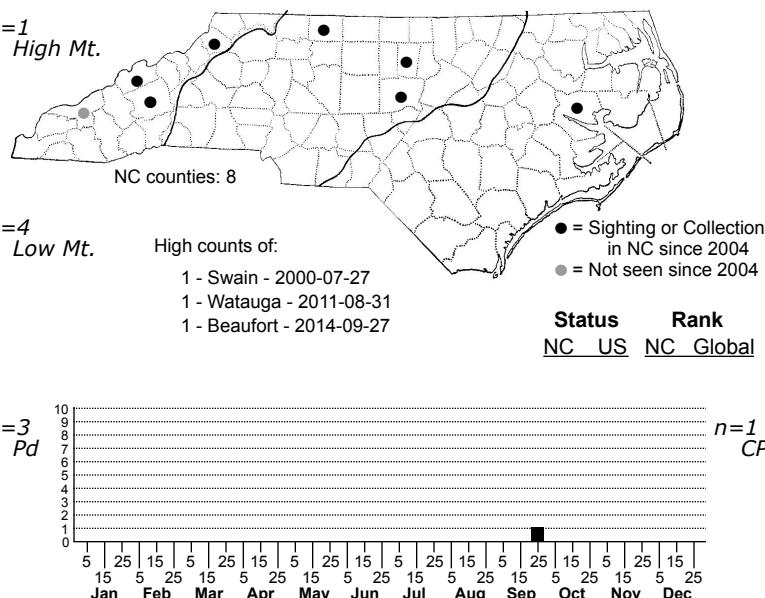 =1
High Mt.
NC counties: 8
=4
Low Mt.
High counts of:
1 - Swain - 2000-07-27
1 - Watauga - 2011-08-31
1 - Beaufort - 2014-09-27
● = Sighting or Collection
in NC since 2004
● = Not seen since 2004
Status Rank
NC US NC Global
=3
Pd
n=1
CP
10
9
8
7
6
5
4
3
2
1
0
5 25 15 5 25 15 5 25 15 5 25 15 5 25 15 5 25 15
15 5 25 15 5 25 15 5 25 15 5 25 15 5 25 15 5 25
Jan Feb Mar Apr May Jun Jul Aug Sep Oct Nov Dec